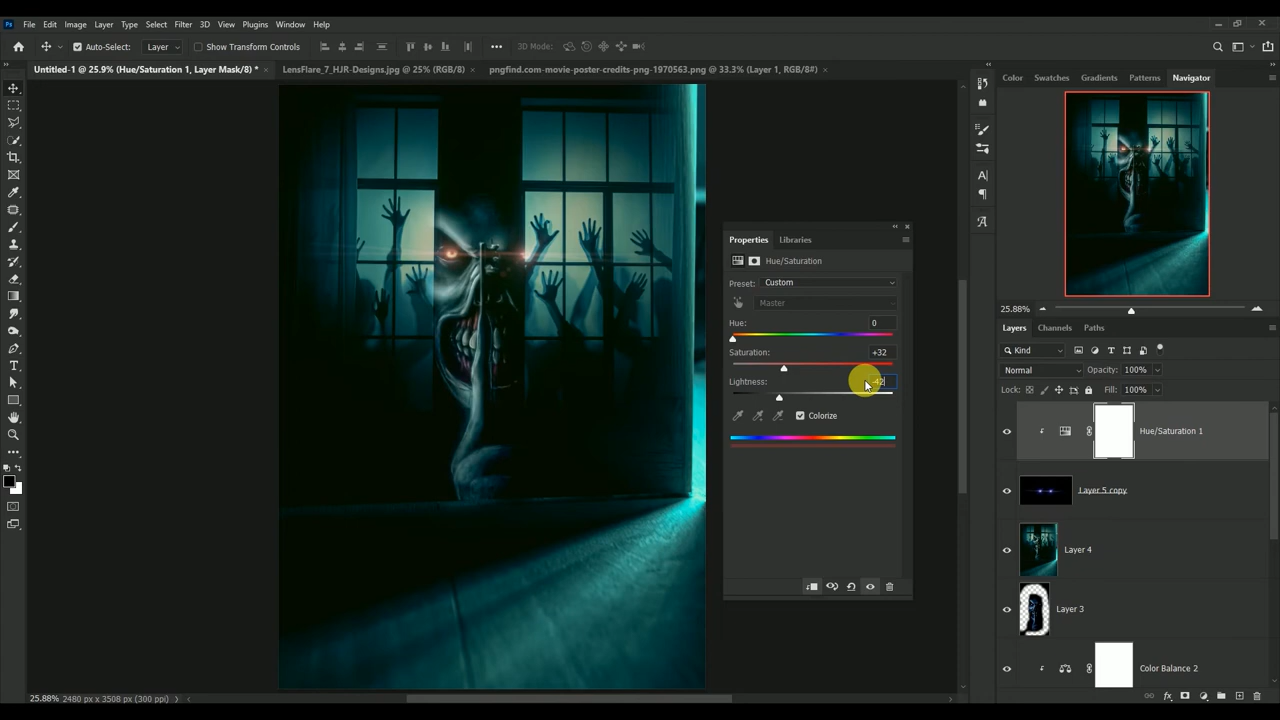 Ps File Edit Image Layer Type Select Filter 3D View Plugins Window Help
Auto-Select: Layer Show Transform Controls 3D Mode:
Untitled-1 @ 25.9% (Hue/Saturation 1, Layer Mask/8) * × LensFlare_7_HJR-Designs.jpg @ 25% (RGB/8) × pngfind.com-movie-poster-credits-png-1970563.png @ 33.3% (Layer 1, RGB/8#) ×
Color Swatches Gradients Patterns Navigator
Properties Libraries
Hue/Saturation
Preset: Custom
Master
Hue: 0
Saturation: +32
Lightness: -42
Colorize
25.88%
Layers Channels Paths
Kind
Normal Opacity: 100%
Lock: Fill: 100%
Hue/Saturation 1
Layer 5 copy
Layer 4
Layer 3
Color Balance 2
25.88% 2480 px x 3508 px (300 ppi)